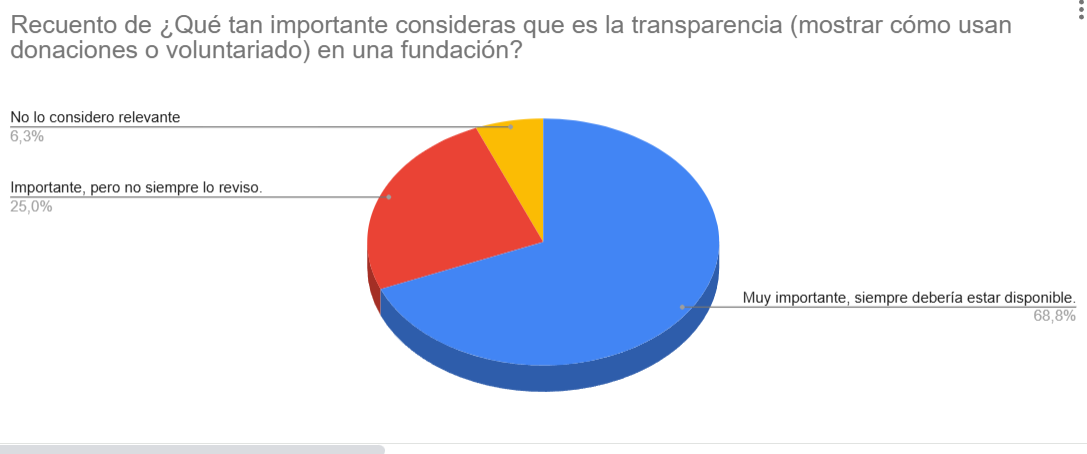 Recuento de ¿Qué tan importante consideras que es la transparencia (mostrar cómo usan
donaciones o voluntariado) en una fundación?
No lo considero relevante
6,3%
Importante, pero no siempre lo reviso.
25,0%
Muy importante, siempre debería estar disponible.
68,8%